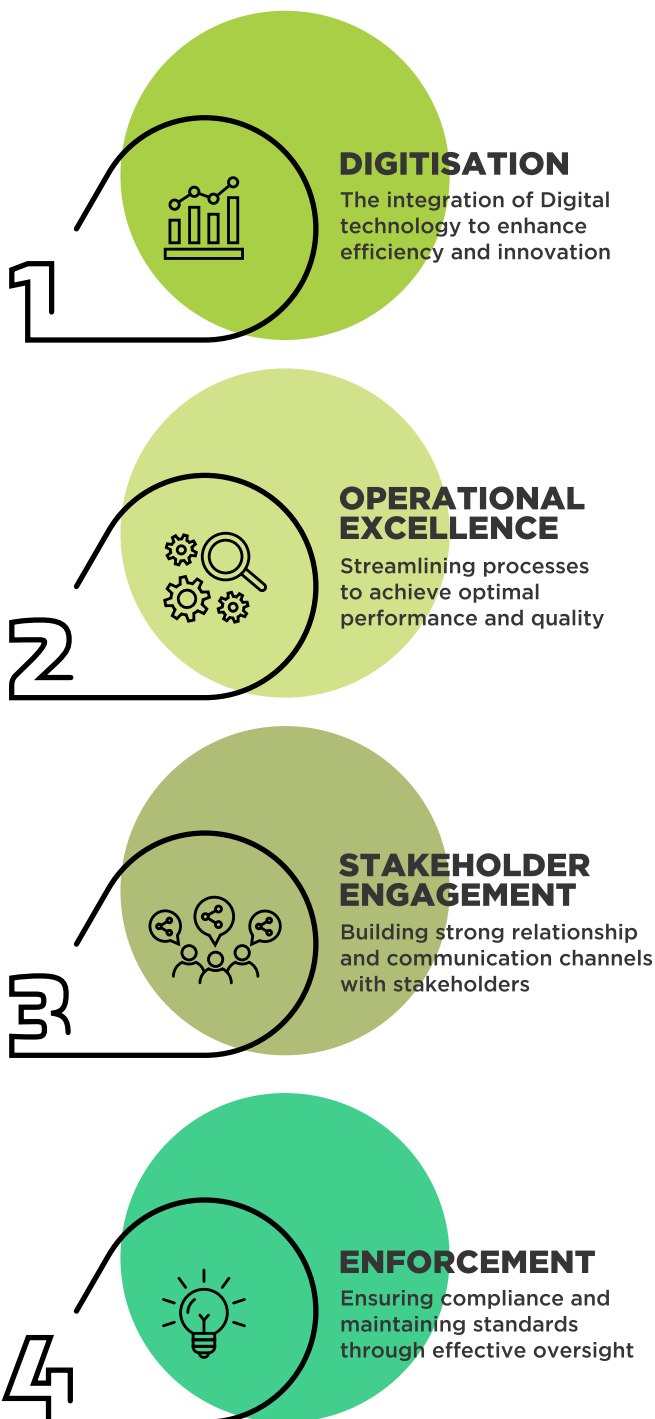 1
DIGITISATION
The integration of Digital
technology to enhance
efficiency and innovation
2
OPERATIONAL
EXCELLENCE
Streamlining processes
to achieve optimal
performance and quality
3
STAKEHOLDER
ENGAGEMENT
Building strong relationship
and communication channels
with stakeholders
4
ENFORCEMENT
Ensuring compliance and
maintaining standards
through effective oversight